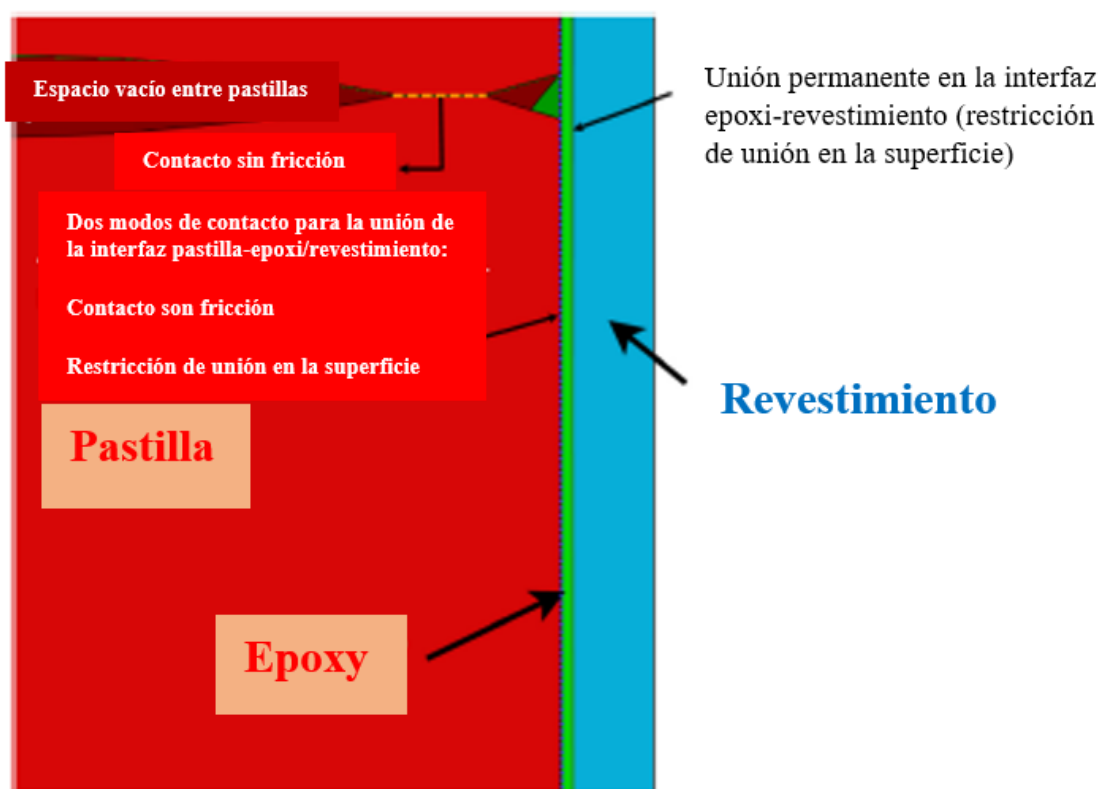 Espacio vacío entre pastillas
Unión permanente en la interfaz
epoxi-revestimiento (restricción
de unión en la superficie)
Contacto sin fricción
Dos modos de contacto para la unión de
la interfaz pastilla-epoxi/revestimiento:
Contacto son fricción
Restricción de unión en la superficie
Revestimiento
Pastilla
Epoxy